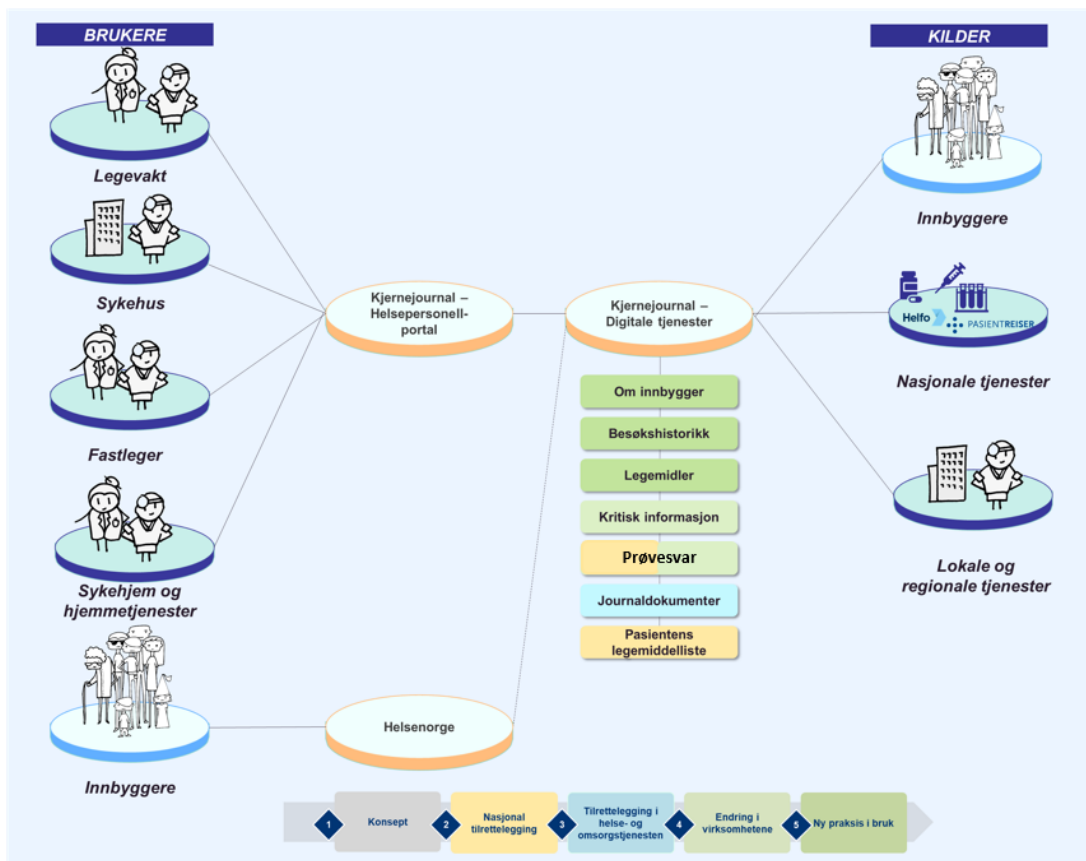 BRUKERE
Legevakt
Sykehus
Fastleger
Sykehjem og
hjemmetjenester
Innbyggere
Kjernejournal –
Helsepersonell-
portal
Helsenorge
Kjernejournal –
Digitale tjenester
Om innbygger
Besøkshistorikk
Legemidler
Kritisk informasjon
Prøvesvar
Journaldokumenter
Pasientens
legemiddelliste
KILDER
Innbyggere
Helfo
PASIENTREISER
Nasjonale tjenester
Lokale og
regionale tjenester
1
Konsept
2
Nasjonal
tilrettelegging
3
Tilrettelegging i
helse- og
omsorgstjenesten
4
Endring i
virksomhetene
5
Ny praksis i bruk